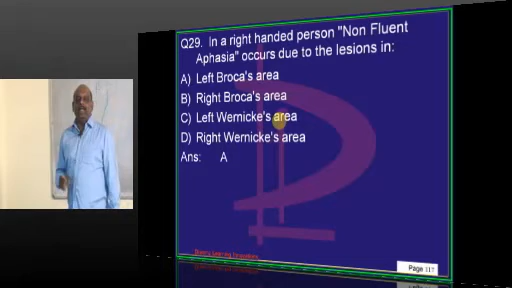 Q29. In a right handed person "Non Fluent
Aphasia" occurs due to the lesions in:
A) Left Broca's area
B) Right Broca's area
C) Left Wernicke's area
D) Right Wernicke's area
Ans: A
Page 117